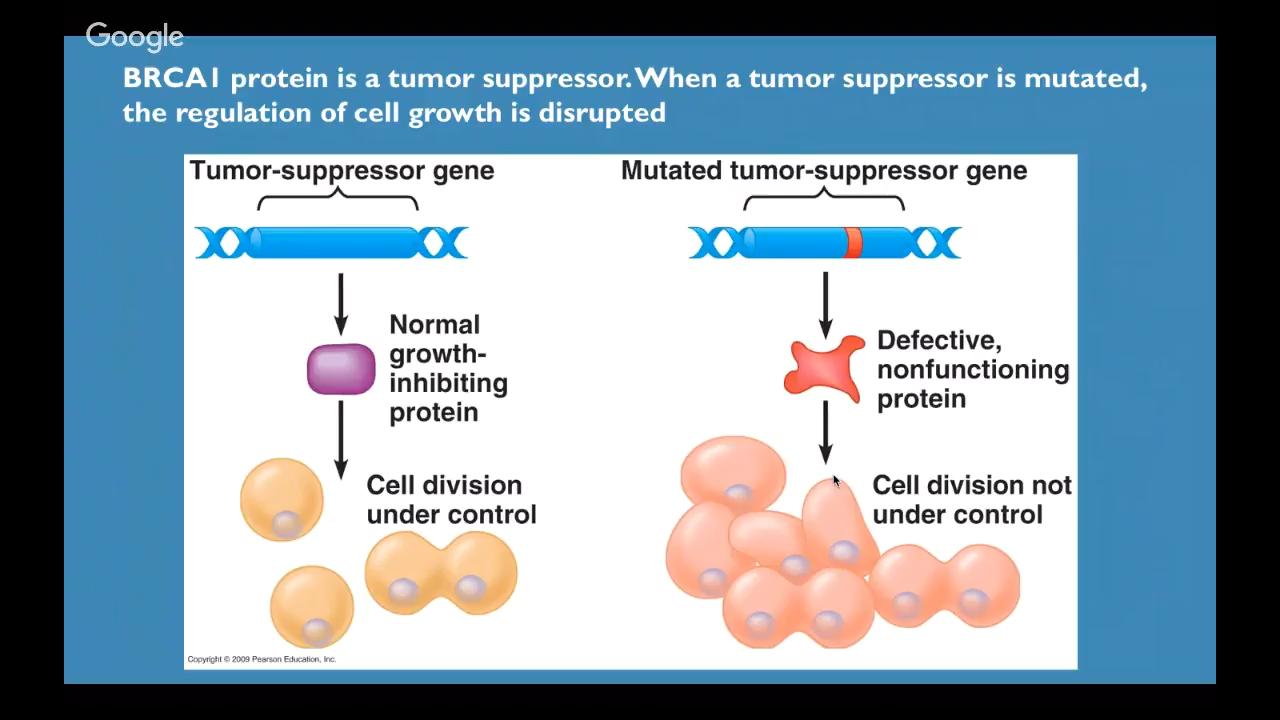 Google
BRCA1 protein is a tumor suppressor. When a tumor suppressor is mutated,
the regulation of cell growth is disrupted
Tumor-suppressor gene
Normal
growth-
inhibiting
protein
Cell division
under control
Mutated tumor-suppressor gene
Defective,
nonfunctioning
protein
Cell division not
under control
Copyright © 2009 Pearson Education, Inc.